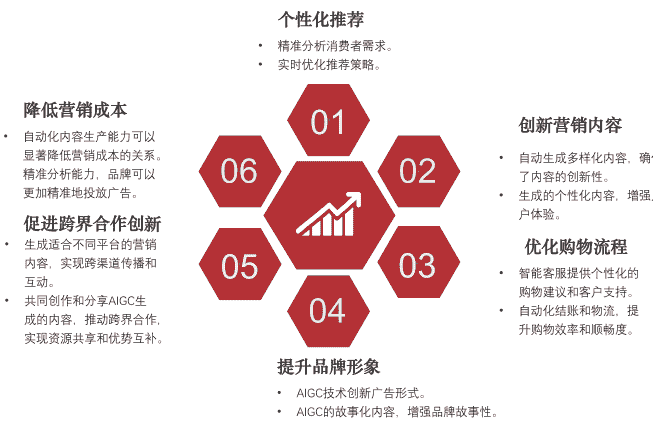 个性化推荐
• 精准分析消费者需求。
• 实时优化推荐策略。
01
创新营销内容
• 自动生成多样化内容，确
了内容的创新性。
• 生成的个性化内容，增强
户体验。
02
优化购物流程
• 智能客服提供个性化的
购物建议和客户支持。
• 自动化结账和物流，提
升购物效率和顺畅度。
03
04
提升品牌形象
• AIGC技术创新广告形式。
• AIGC的故事化内容，增强品牌故事性。
05
促进跨界合作创新
• 生成适合不同平台的营销
内容，实现跨渠道传播和
互动。
• 共同创作和分享AIGC生
成的内容，推动跨界合作，
实现资源共享和优势互补。
06
降低营销成本
• 自动化内容生产能力可以
显著降低营销成本的关系。
精准分析能力，品牌可以
更加精准地投放广告。